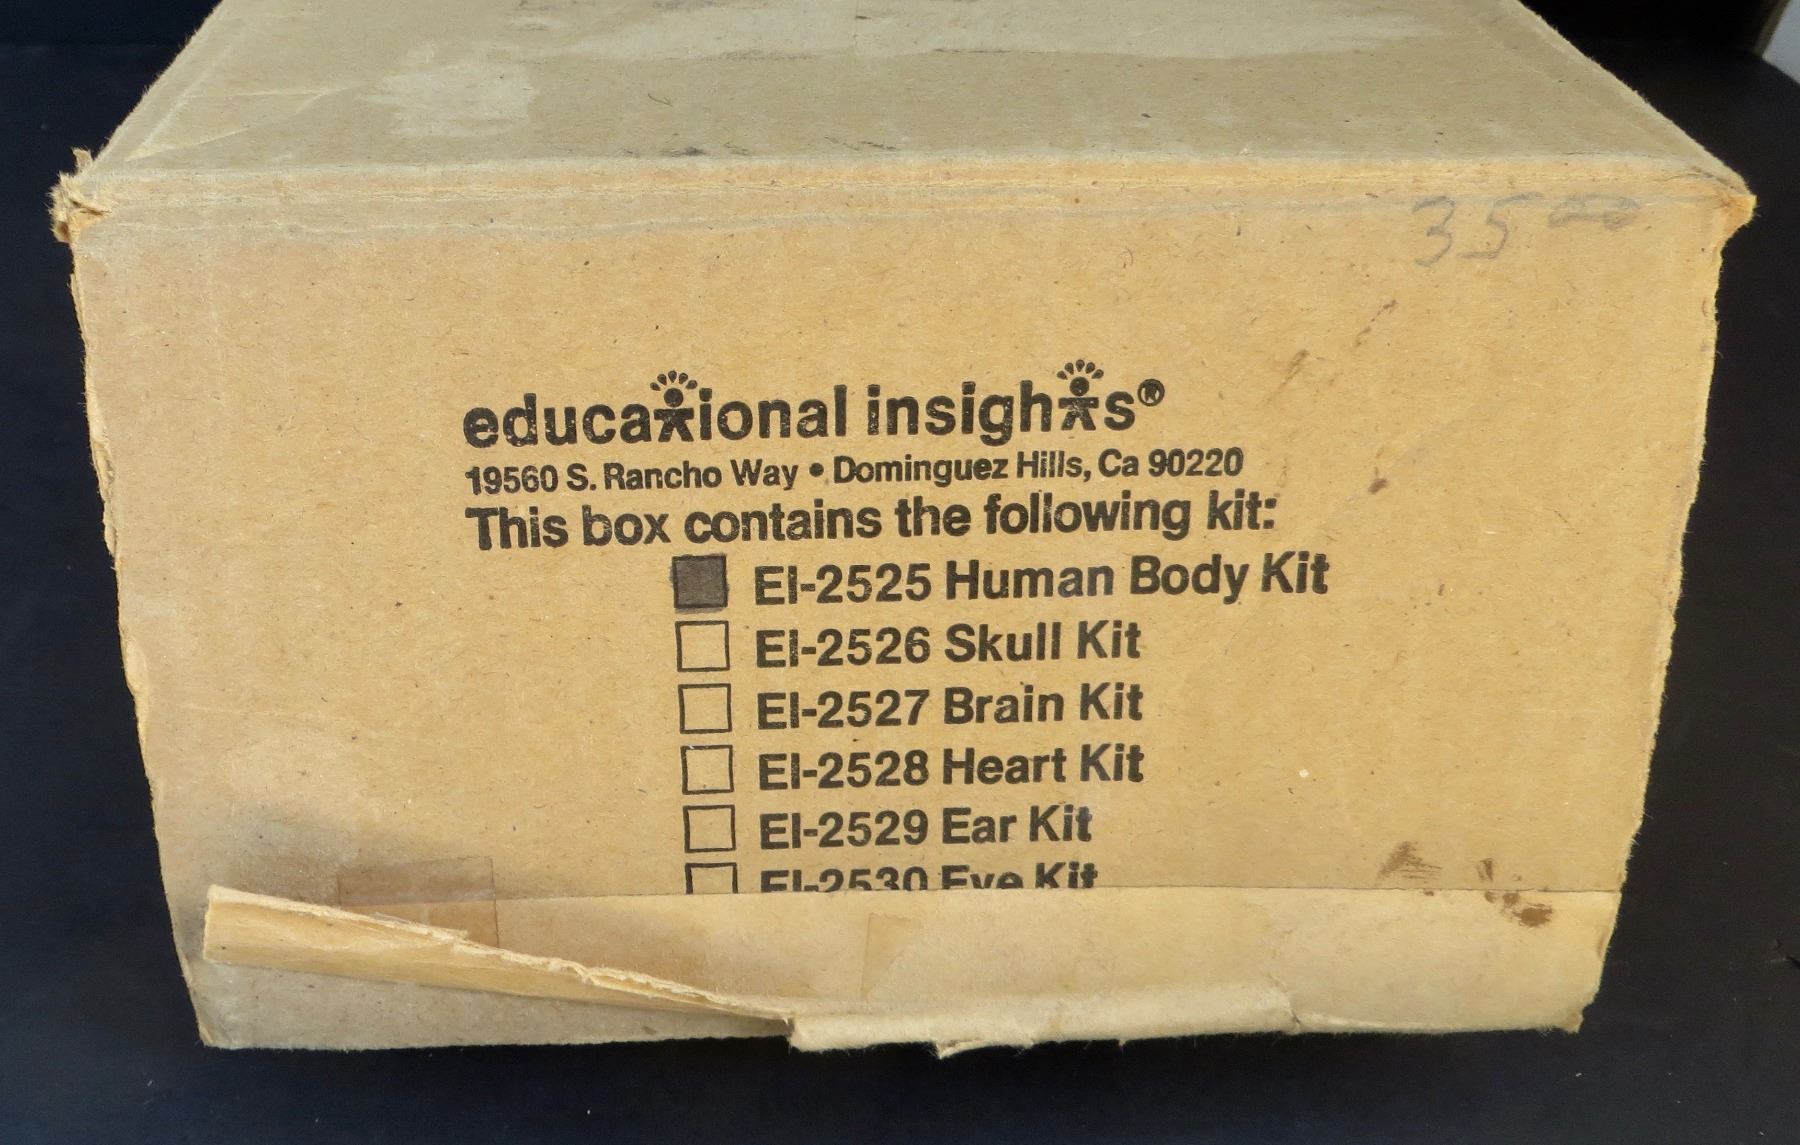 35 00
educational insights®
19560 S. Rancho Way • Dominguez Hills, Ca 90220
This box contains the following kit:
EI-2525 Human Body Kit
EI-2526 Skull Kit
EI-2527 Brain Kit
EI-2528 Heart Kit
EI-2529 Ear Kit
EI-2530 Eye Kit